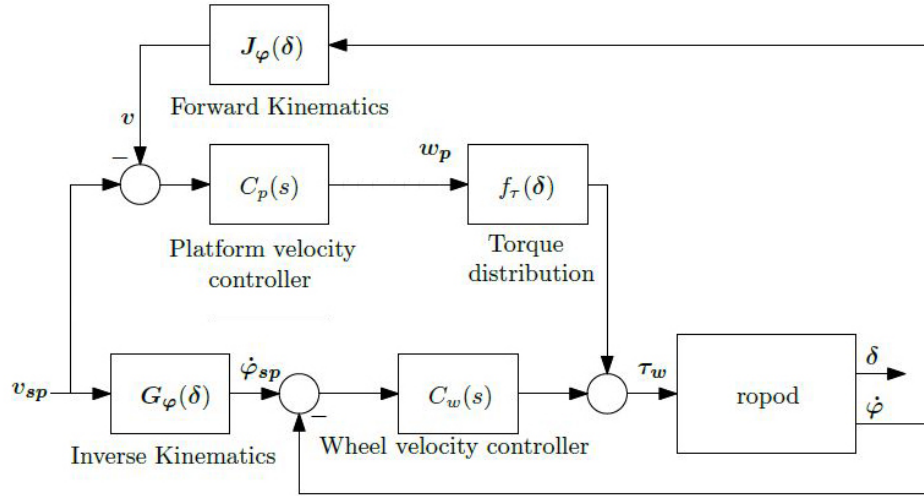 J_φ(δ)
Forward Kinematics
v
−
w_p
C_p(s)
f_τ(δ)
Platform velocity
controller
Torque
distribution
v_sp
G_φ(δ)
φ̇_sp
−
C_w(s)
τ_w
ropod
δ
φ̇
Inverse Kinematics
Wheel velocity controller